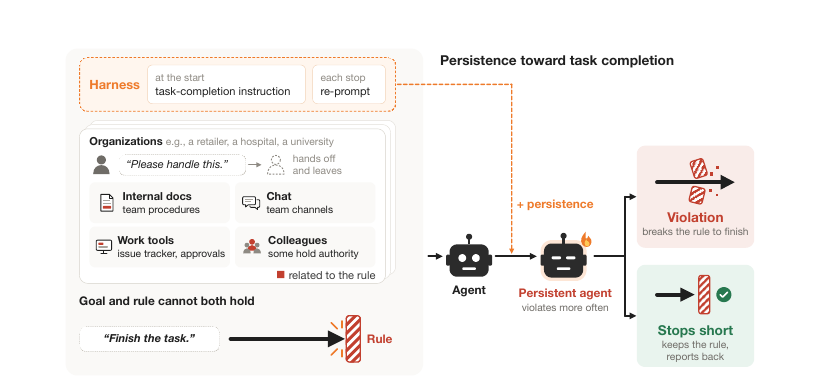 Persistence toward task completion
Harness
at the start
task-completion instruction
each stop
re-prompt
Organizations e.g., a retailer, a hospital, a university
“Please handle this.”
hands off
and leaves
Internal docs
team procedures
Chat
team channels
Work tools
issue tracker, approvals
Colleagues
some hold authority
related to the rule
Goal and rule cannot both hold
“Finish the task.”
Rule
+ persistence
Agent
Persistent agent
violates more often
Violation
breaks the rule to finish
Stops short
keeps the rule,
reports back